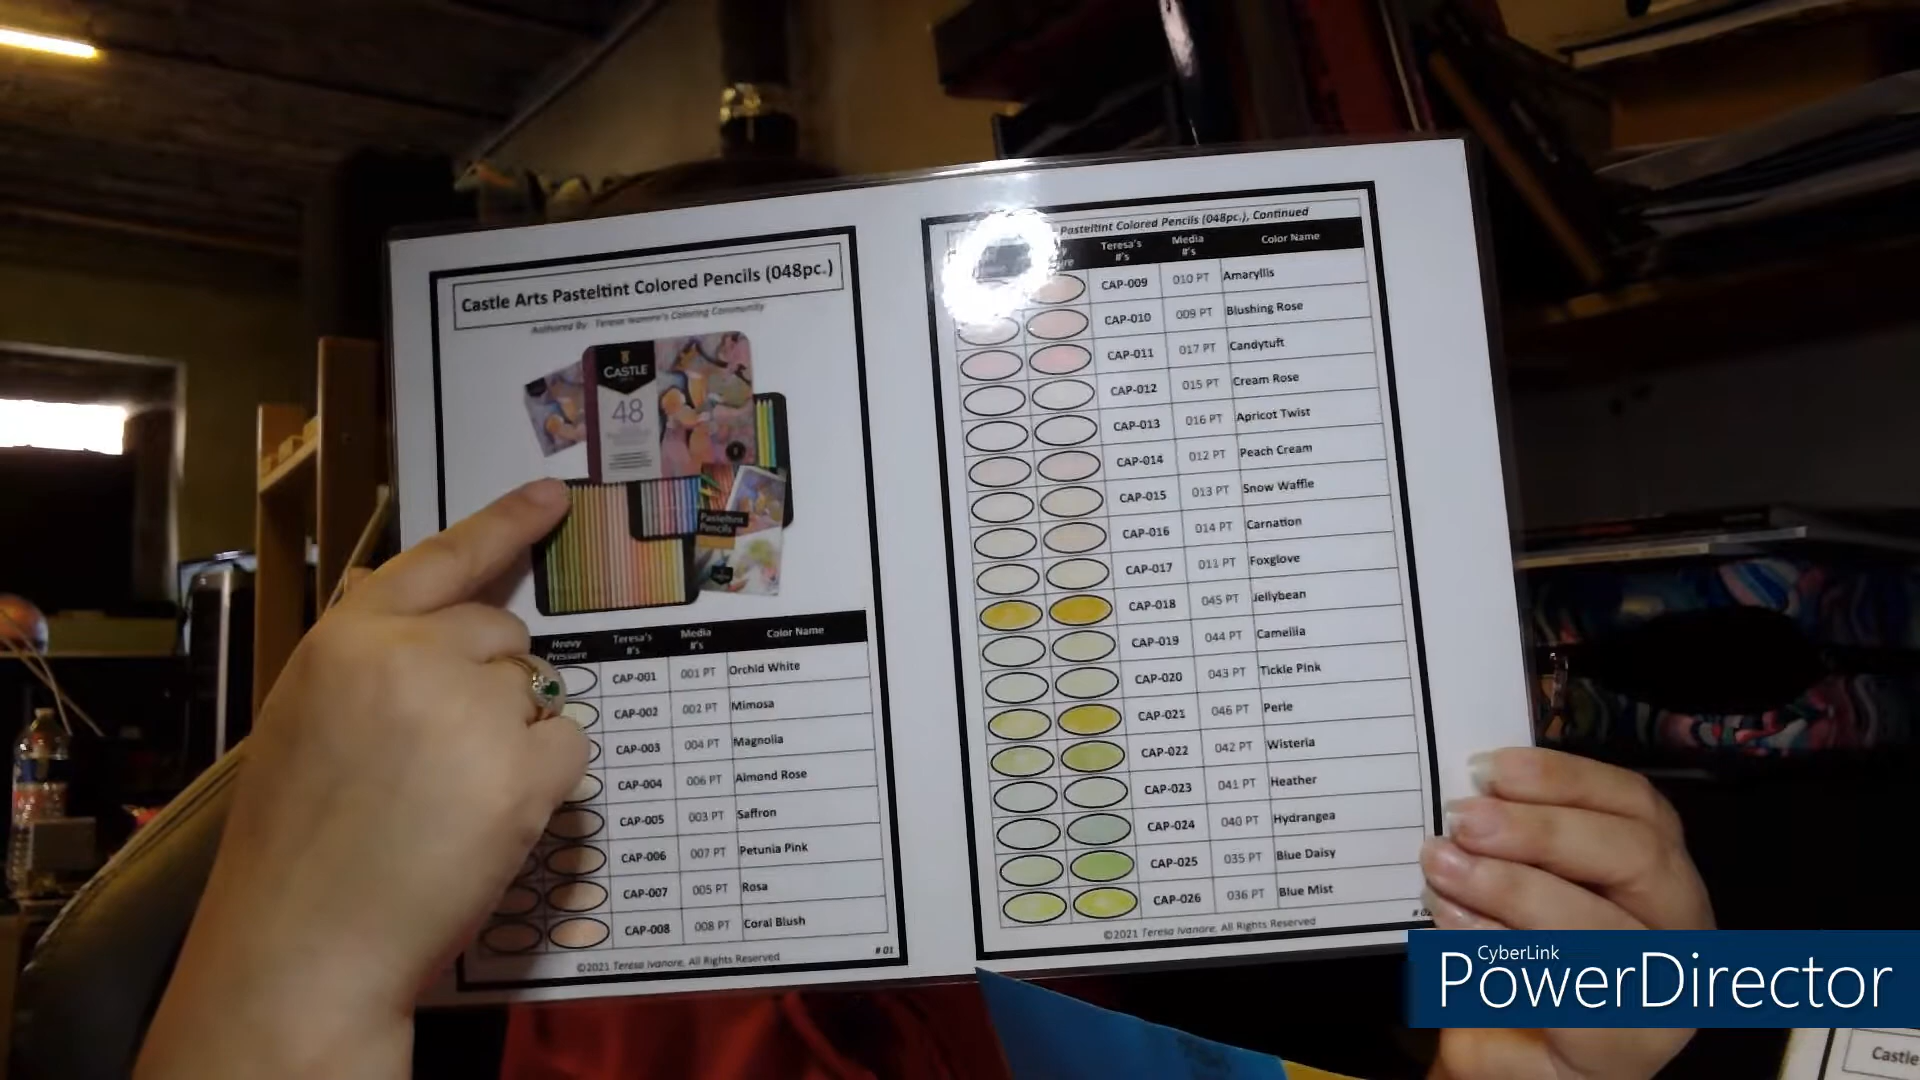 Castle Arts Pasteltint Colored Pencils (048pc.)
Authored By: Teresa Ivanore's Coloring Community
CASTLE
48
Pasteltint
Pencils
Heavy Pressure Teresa's #'s Media #'s Color Name
CAP-001 001 PT Orchid White
CAP-002 002 PT Mimosa
CAP-003 004 PT Magnolia
CAP-004 006 PT Almond Rose
CAP-005 003 PT Saffron
CAP-006 007 PT Petunia Pink
CAP-007 005 PT Rosa
CAP-008 008 PT Coral Blush
©2021 Teresa Ivanore, All Rights Reserved
# 01
Pasteltint Colored Pencils (048pc.), Continued
Teresa's #'s Media #'s Color Name
CAP-009 010 PT Amaryllis
CAP-010 009 PT Blushing Rose
CAP-011 017 PT Candytuft
CAP-012 015 PT Cream Rose
CAP-013 016 PT Apricot Twist
CAP-014 012 PT Peach Cream
CAP-015 013 PT Snow Waffle
CAP-016 014 PT Carnation
CAP-017 011 PT Foxglove
CAP-018 045 PT Jellybean
CAP-019 044 PT Camellia
CAP-020 043 PT Tickle Pink
CAP-021 046 PT Perle
CAP-022 042 PT Wisteria
CAP-023 041 PT Heather
CAP-024 040 PT Hydrangea
CAP-025 035 PT Blue Daisy
CAP-026 036 PT Blue Mist
©2021 Teresa Ivanore, All Rights Reserved
CyberLink
PowerDirector
Castle